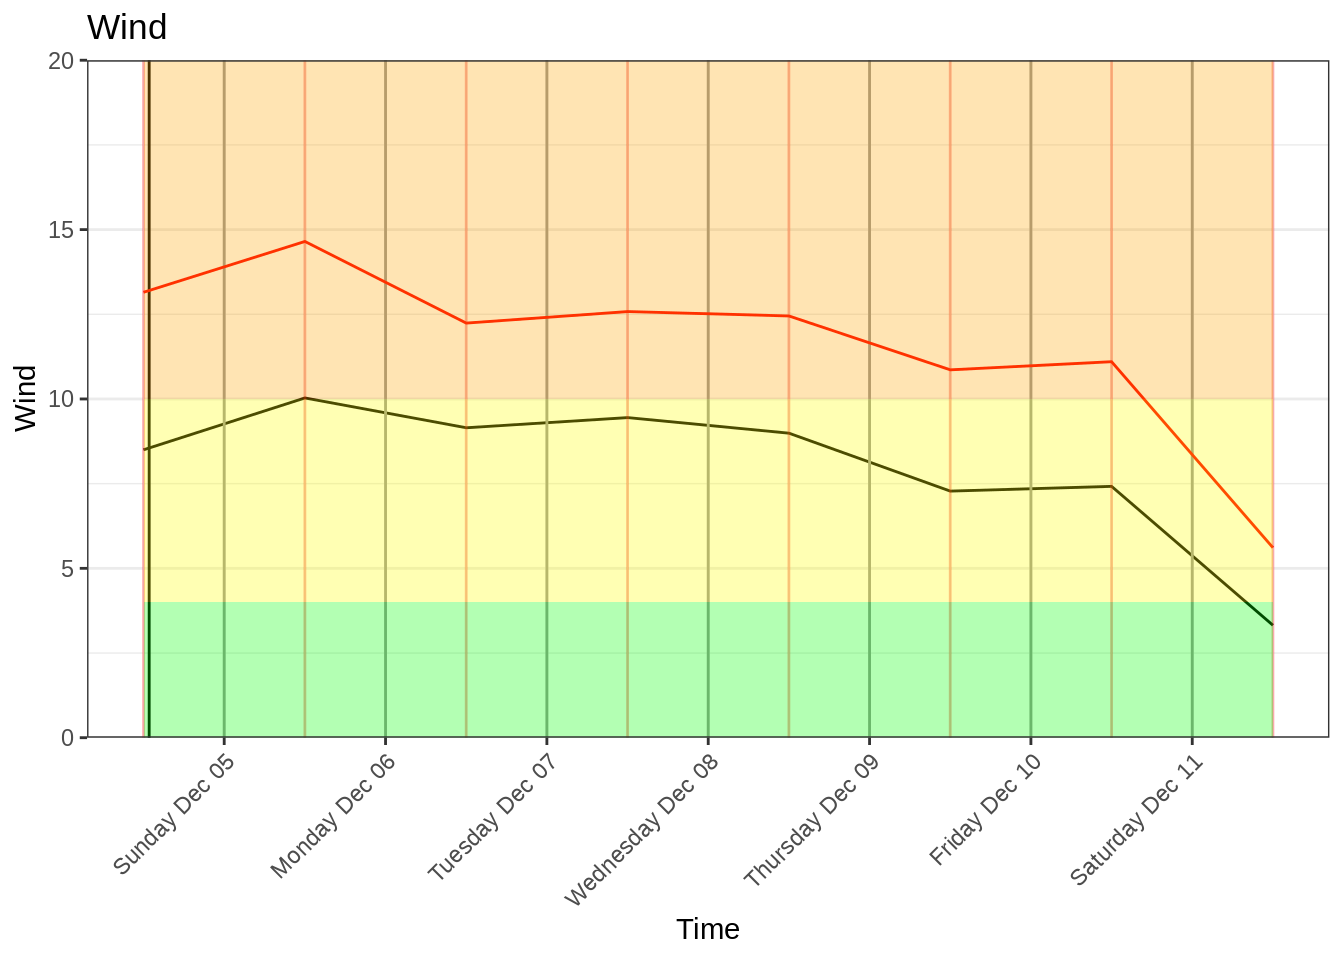 Wind
20
15
10
5
0
Wind
Sunday Dec 05
Monday Dec 06
Tuesday Dec 07
Wednesday Dec 08
Thursday Dec 09
Friday Dec 10
Saturday Dec 11
Time